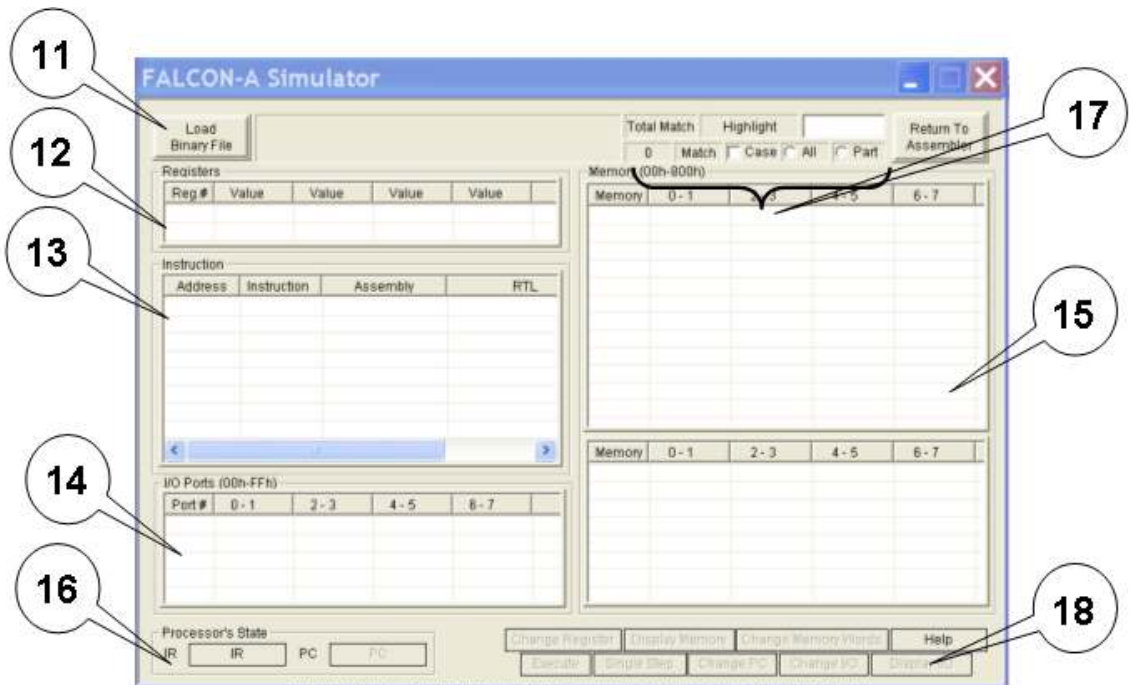 11
FALCON-A Simulator
17
Load Binary File
Total Match Highlight
0 Match Case All Part
Return To Assembler
12
Registers
Reg # Value Value Value Value
Memory (00h-800h)
Memory 0 - 1 2 - 3 4 - 5 6 - 7
13
Instruction
Address Instruction Assembly RTL
15
Memory 0 - 1 2 - 3 4 - 5 6 - 7
14
I/O Ports (00h-FFh)
Port # 0 - 1 2 - 3 4 - 5 6 - 7
16
18
Processor's State
IR IR PC PC
Change Register Display Memory Change Memory Words Help
Execute Single Step Change PC Change I/O Display I/O